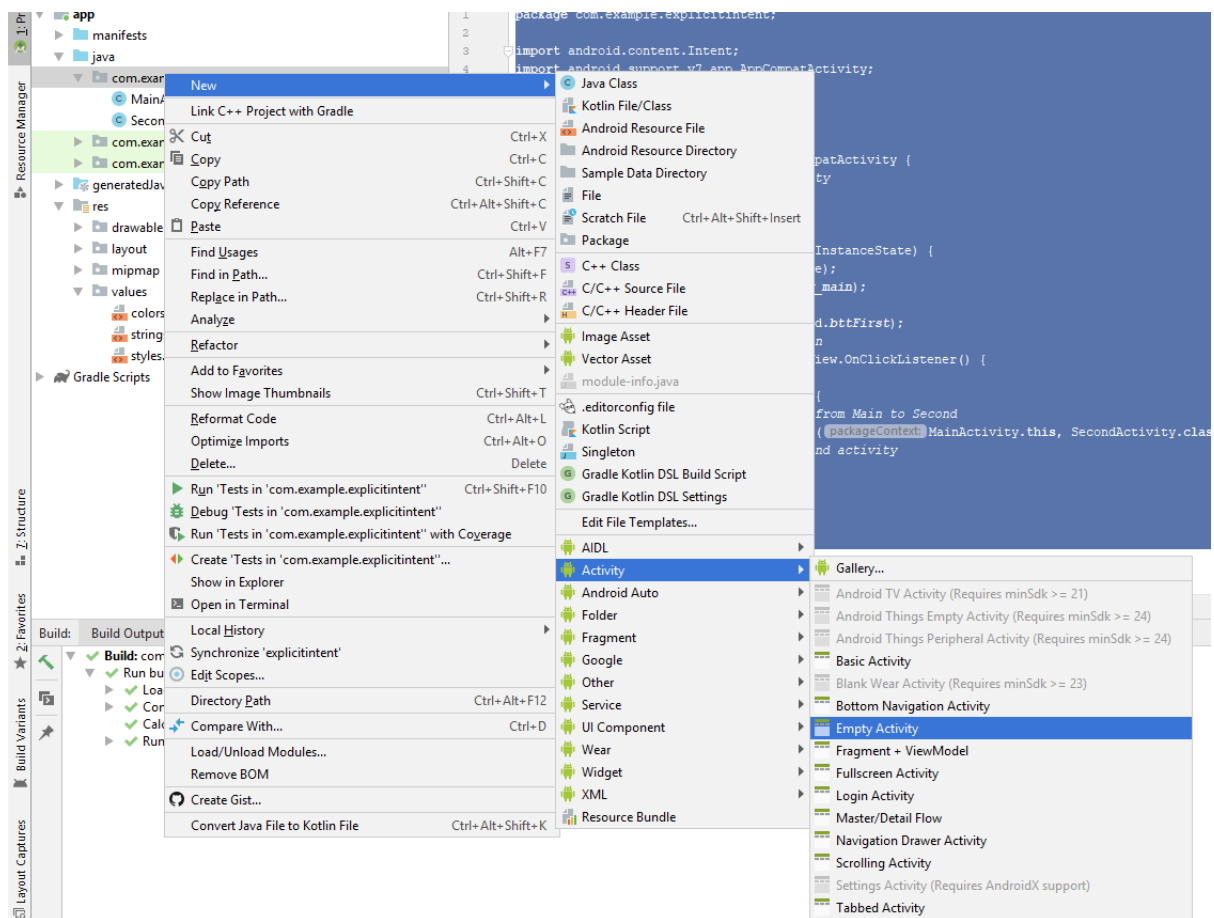 1: Pr
Resource Manager
7: Structure
2: Favorites
Build Variants
Layout Captures
app
manifests
java
com.exar
MainA
Secon
com.exar
com.exar
generatedJav
res
drawable
layout
mipmap
values
colors
string
styles.
Gradle Scripts
Build: Build Output
Build: com
Run bu
Loa
Con
Calc
Run
1 package com.example.explicitintent;
2
3 import android.content.Intent;
4 import android.support.v7.app.AppCompatActivity;
patActivity {
ty
InstanceState) {
e);
_main);
d.bttFirst);
n
iew.OnClickListener() {
{
from Main to Second
( packageContext: MainActivity.this, SecondActivity.clas
nd activity
New
Link C++ Project with Gradle
Cut Ctrl+X
Copy Ctrl+C
Copy Path Ctrl+Shift+C
Copy Reference Ctrl+Alt+Shift+C
Paste Ctrl+V
Find Usages Alt+F7
Find in Path... Ctrl+Shift+F
Replace in Path... Ctrl+Shift+R
Analyze
Refactor
Add to Favorites
Show Image Thumbnails Ctrl+Shift+T
Reformat Code Ctrl+Alt+L
Optimize Imports Ctrl+Alt+O
Delete... Delete
Run 'Tests in 'com.example.explicitintent'' Ctrl+Shift+F10
Debug 'Tests in 'com.example.explicitintent''
Run 'Tests in 'com.example.explicitintent'' with Coverage
Create 'Tests in 'com.example.explicitintent''...
Show in Explorer
Open in Terminal
Local History
Synchronize 'explicitintent'
Edit Scopes...
Directory Path Ctrl+Alt+F12
Compare With... Ctrl+D
Load/Unload Modules...
Remove BOM
Create Gist...
Convert Java File to Kotlin File Ctrl+Alt+Shift+K
Java Class
Kotlin File/Class
Android Resource File
Android Resource Directory
Sample Data Directory
File
Scratch File Ctrl+Alt+Shift+Insert
Package
C++ Class
C/C++ Source File
C/C++ Header File
Image Asset
Vector Asset
module-info.java
.editorconfig file
Kotlin Script
Singleton
Gradle Kotlin DSL Build Script
Gradle Kotlin DSL Settings
Edit File Templates...
AIDL
Activity
Android Auto
Folder
Fragment
Google
Other
Service
UI Component
Wear
Widget
XML
Resource Bundle
Gallery...
Android TV Activity (Requires minSdk >= 21)
Android Things Empty Activity (Requires minSdk >= 24)
Android Things Peripheral Activity (Requires minSdk >= 24)
Basic Activity
Blank Wear Activity (Requires minSdk >= 23)
Bottom Navigation Activity
Empty Activity
Fragment + ViewModel
Fullscreen Activity
Login Activity
Master/Detail Flow
Navigation Drawer Activity
Scrolling Activity
Settings Activity (Requires AndroidX support)
Tabbed Activity